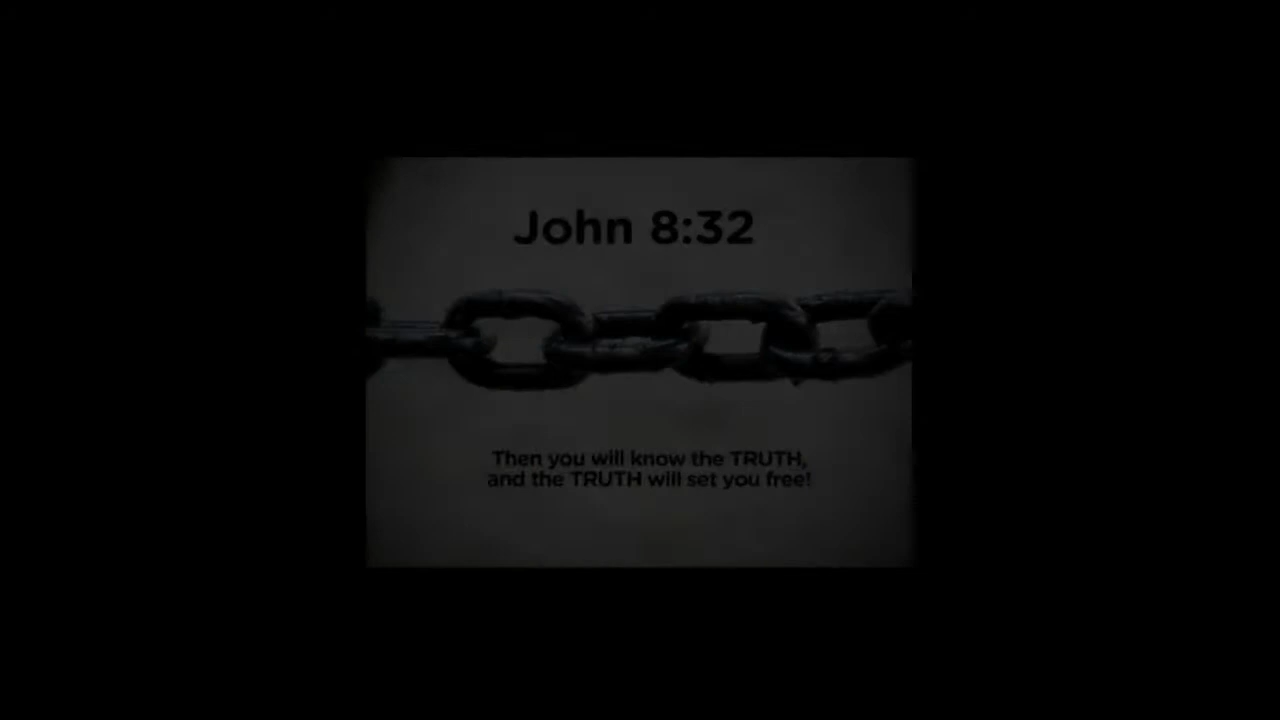 John 8:32
Then you will know the TRUTH,
and the TRUTH will set you free!